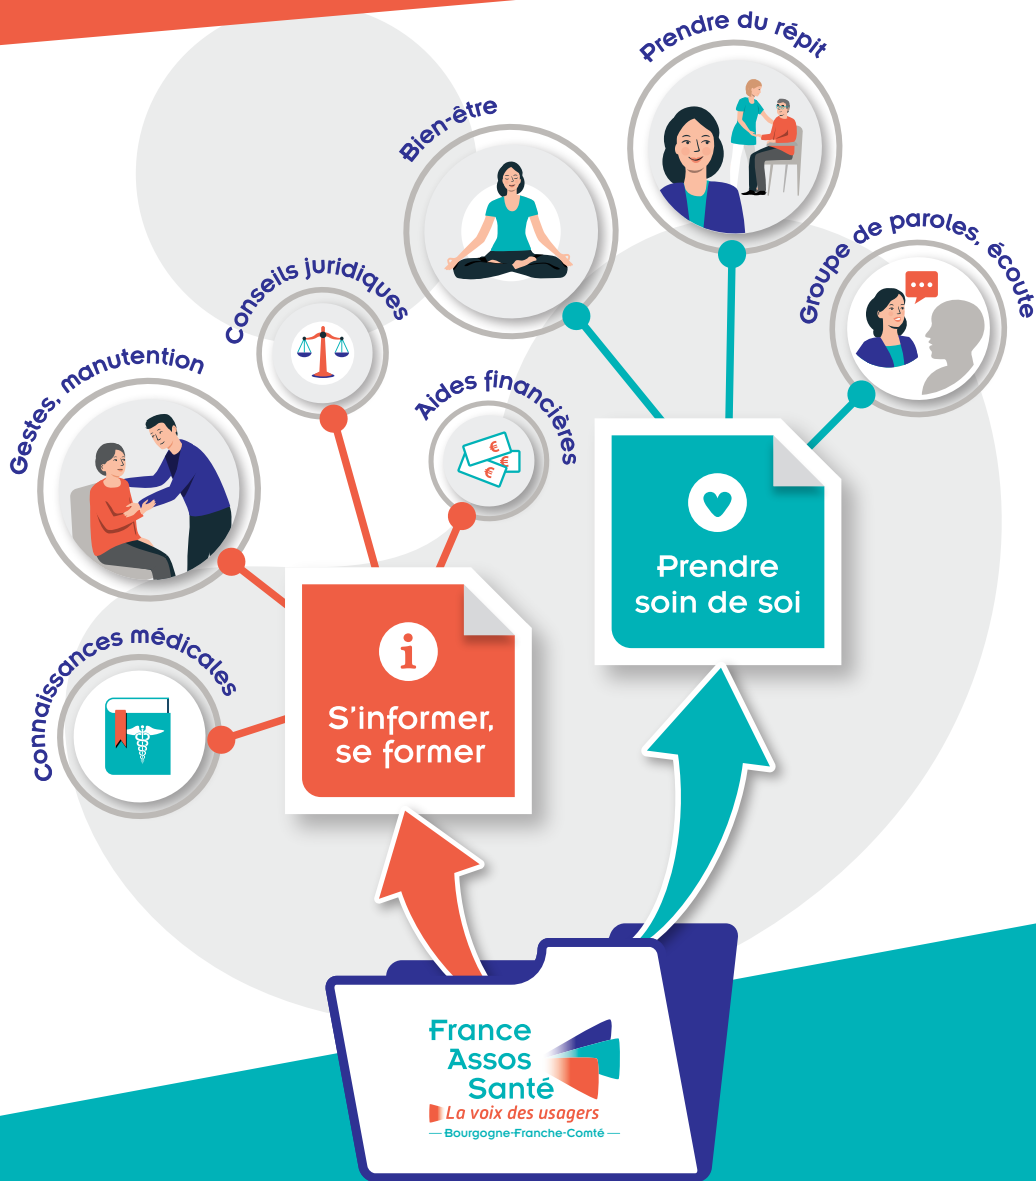 Prendre du répit
Bien-être
Groupe de paroles, écoute
Conseils juridiques
Gestes, manutention
Aides financières
Connaissances médicales
€
€
€
Prendre
soin de soi
i
S'informer,
se former
France
Assos
Santé
La voix des usagers
Bourgogne-Franche-Comté